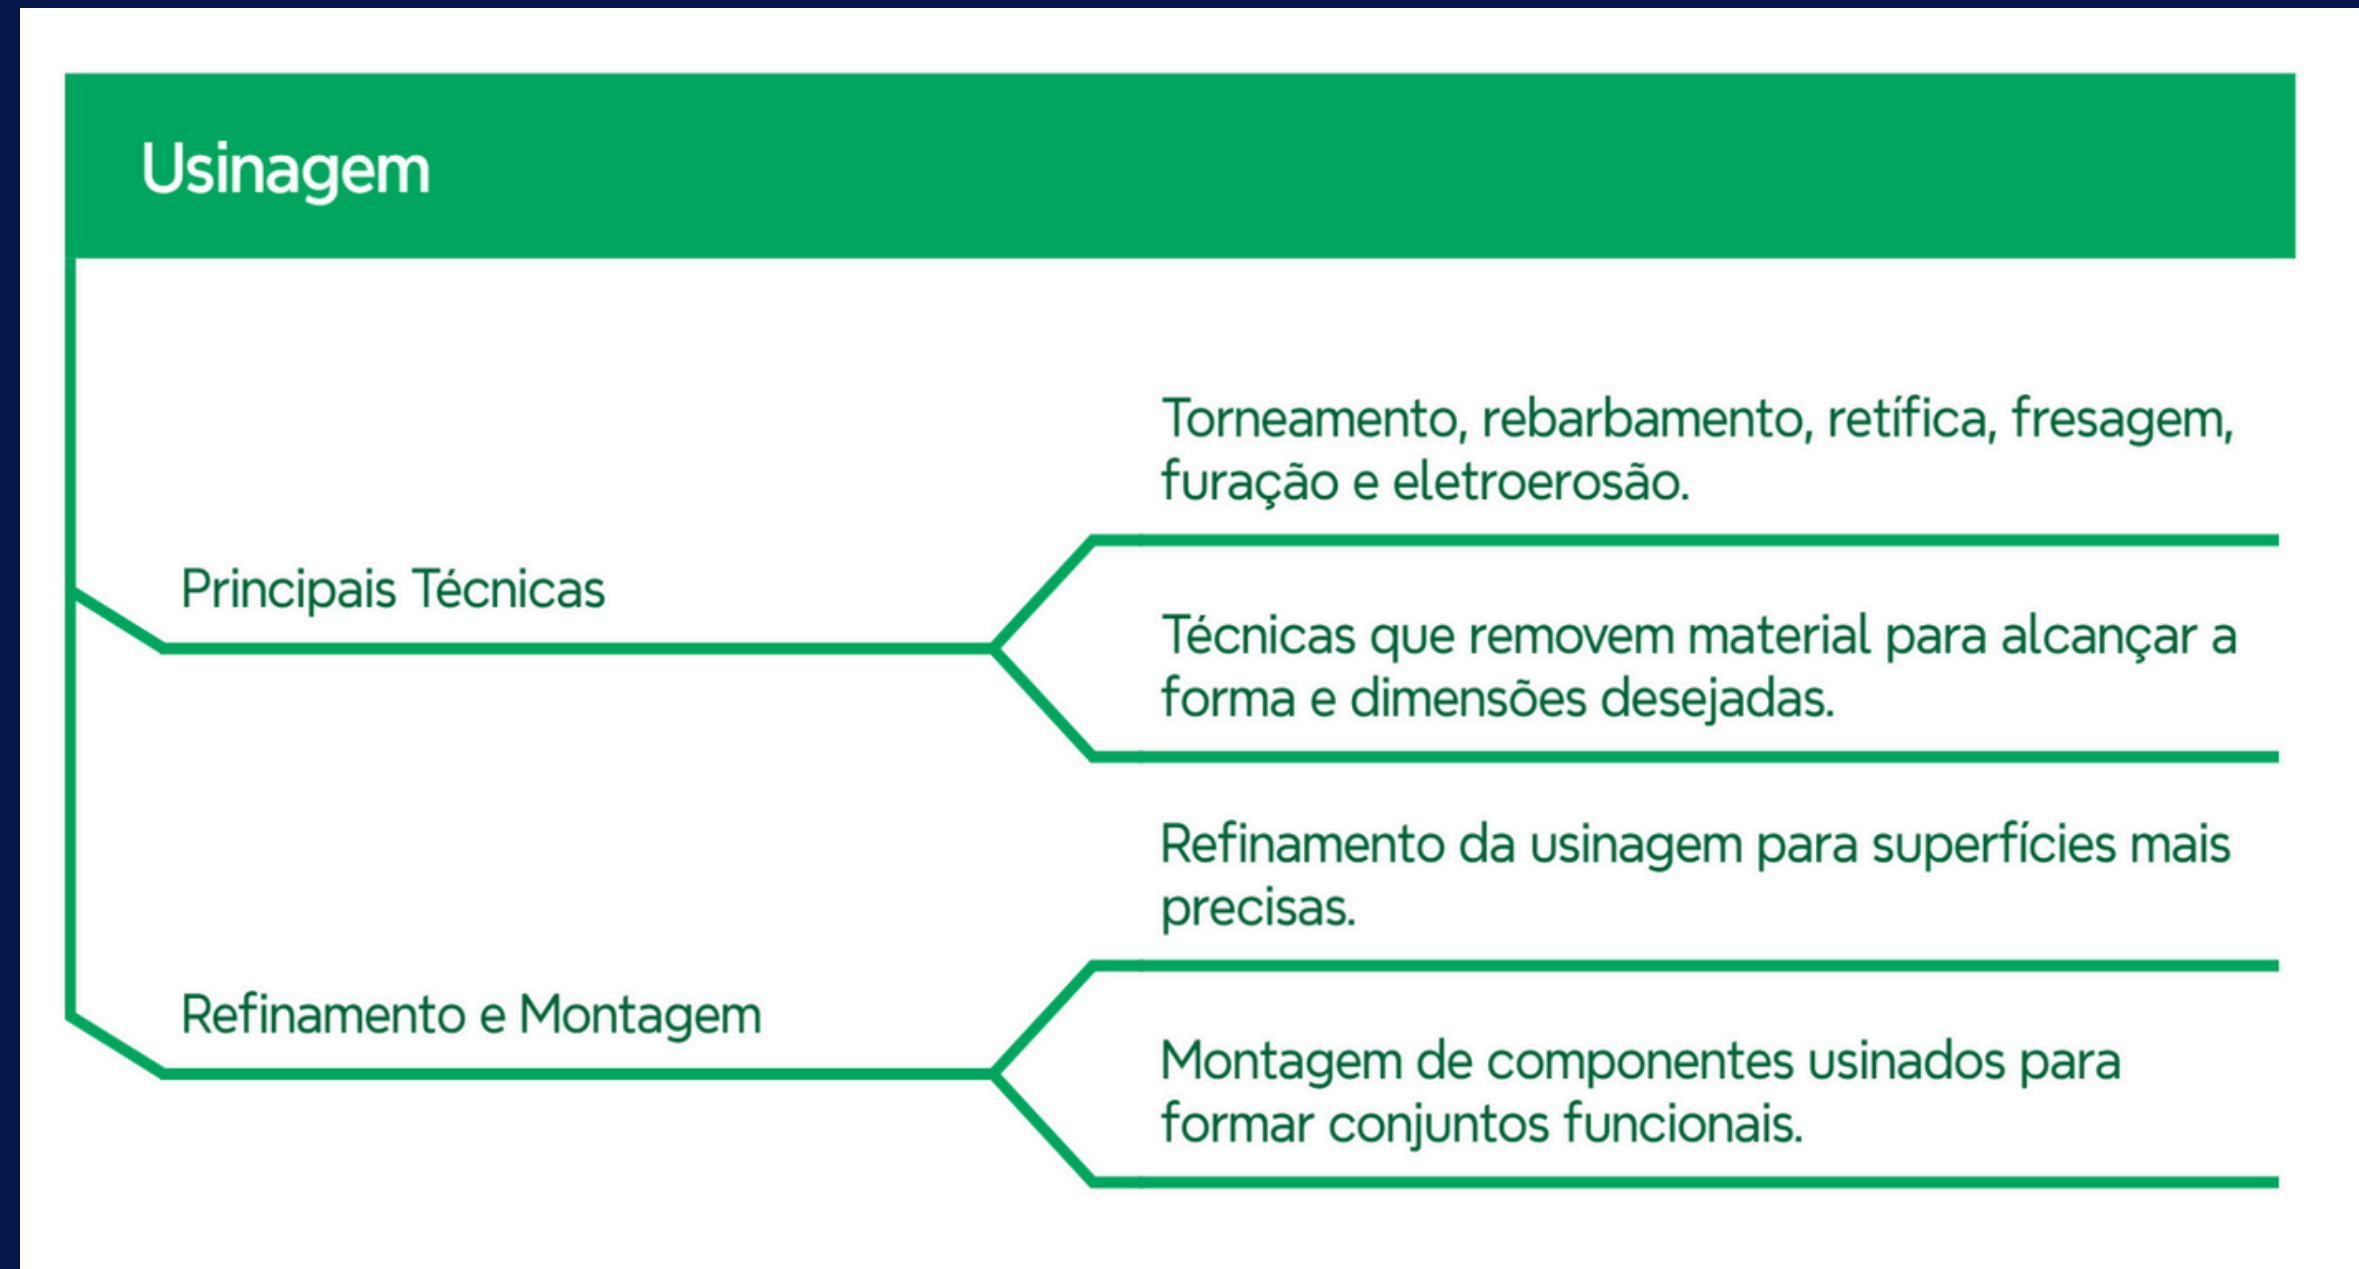 Usinagem
Torneamento, rebarbamento, retífica, fresagem,
furação e eletroerosão.
Principais Técnicas
Técnicas que removem material para alcançar a
forma e dimensões desejadas.
Refinamento da usinagem para superfícies mais
precisas.
Refinamento e Montagem
Montagem de componentes usinados para
formar conjuntos funcionais.